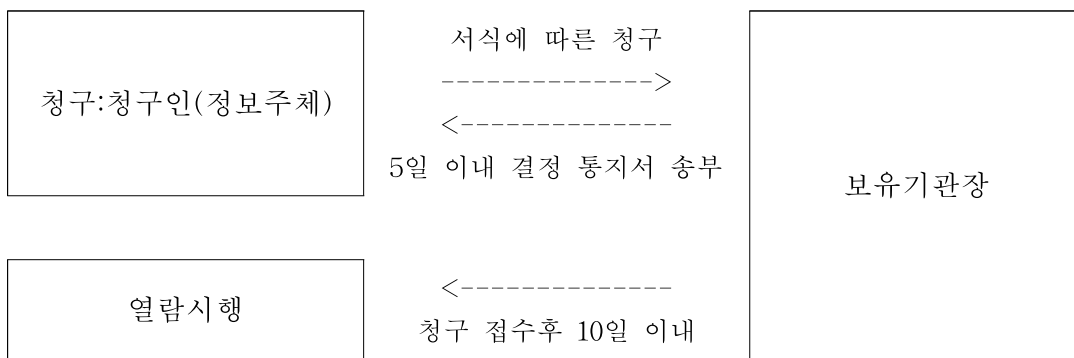 서식에 따른 청구
-------------->
청구:청구인(정보주체)
<--------------
5일 이내 결정 통지서 송부
보유기관장
열람시행
<--------------
청구 접수후 10일 이내